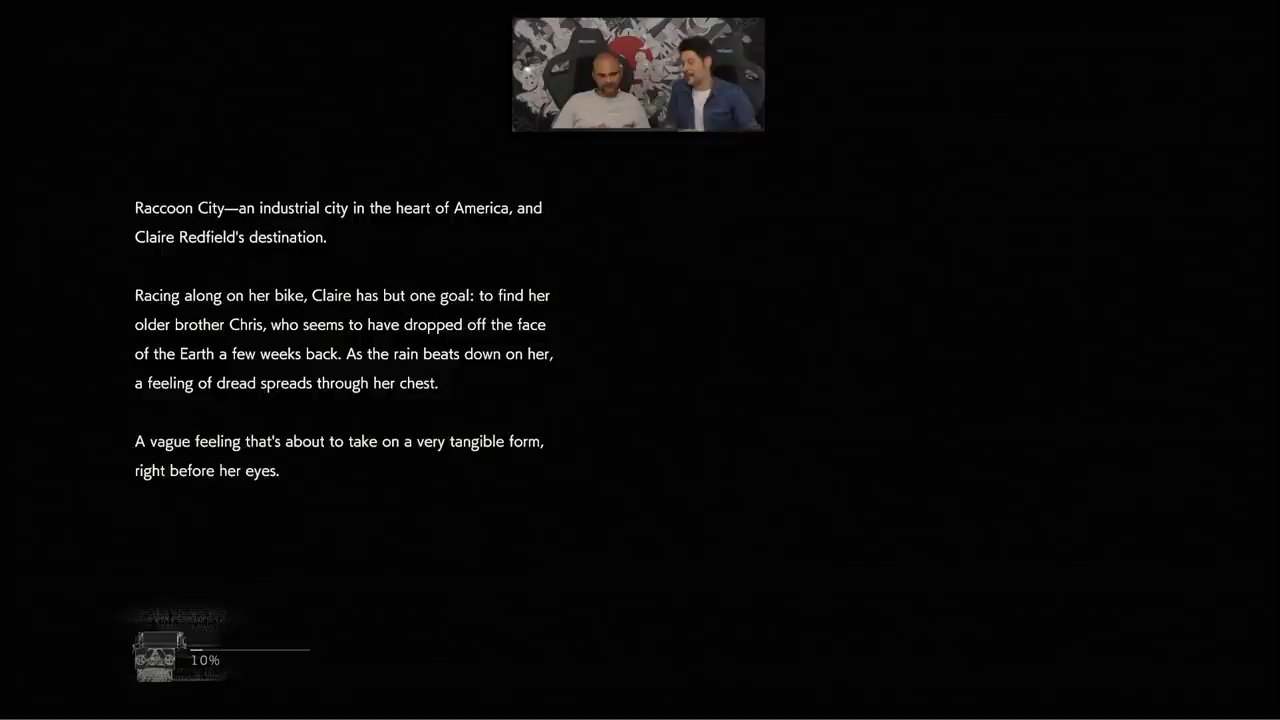 Raccoon City—an industrial city in the heart of America, and
Claire Redfield's destination.
Racing along on her bike, Claire has but one goal: to find her
older brother Chris, who seems to have dropped off the face
of the Earth a few weeks back. As the rain beats down on her,
a feeling of dread spreads through her chest.
A vague feeling that's about to take on a very tangible form,
right before her eyes.
10%